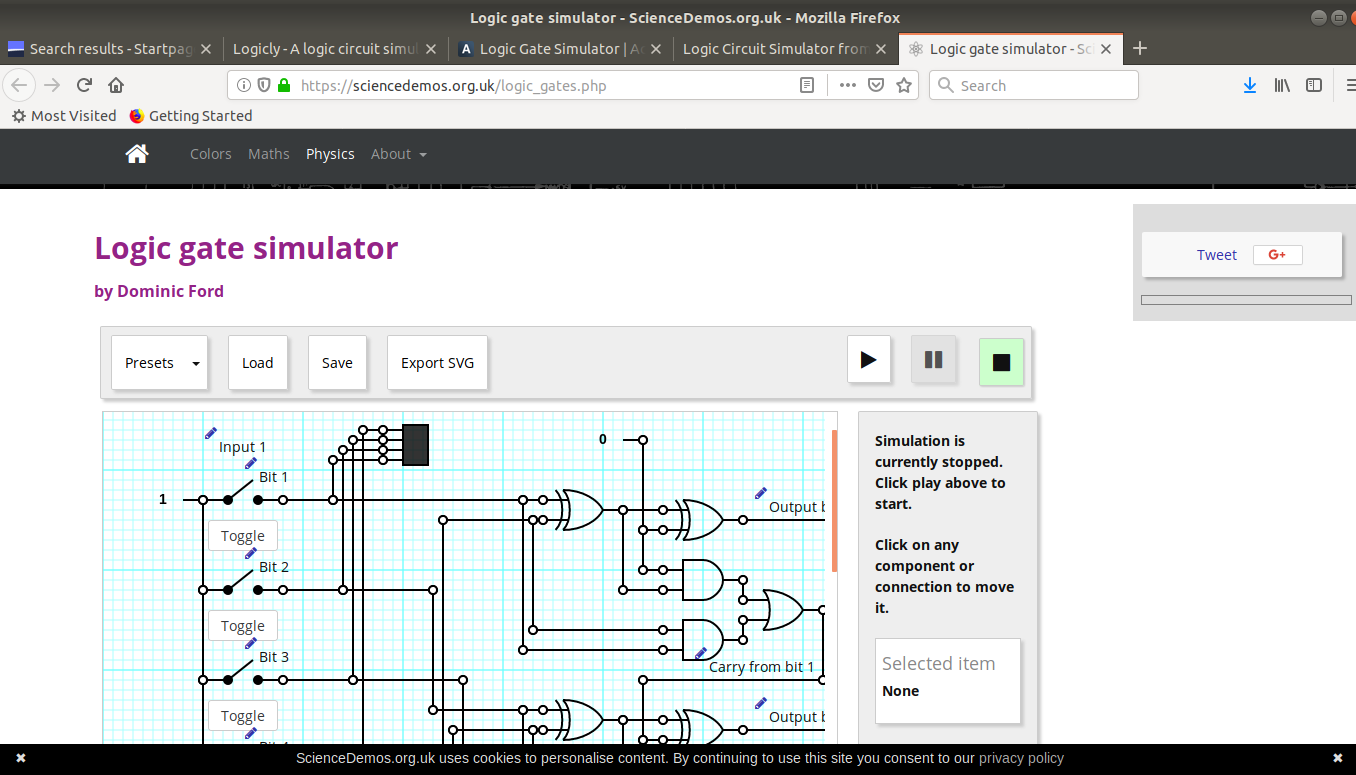 Logic gate simulator - ScienceDemos.org.uk - Mozilla Firefox
Search results - Startpag
Logicly - A logic circuit simul
A Logic Gate Simulator | Ac
Logic Circuit Simulator from
Logic gate simulator - Sci
https://sciencedemos.org.uk/logic_gates.php
Search
Most Visited
Getting Started
Colors Maths Physics About
Logic gate simulator
by Dominic Ford
Tweet
G+
Presets
Load
Save
Export SVG
Input 1
0
Bit 1
1
Output b
Toggle
Bit 2
Toggle
Bit 3
Carry from bit 1
Toggle
Output b
Simulation is
currently stopped.
Click play above to
start.
Click on any
component or
connection to move
it.
Selected item
None
ScienceDemos.org.uk uses cookies to personalise content. By continuing to use this site you consent to our privacy policy